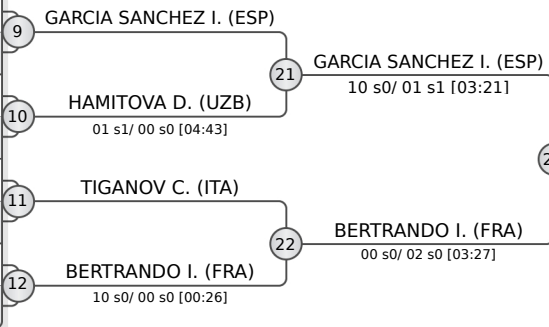 9
GARCIA SANCHEZ I. (ESP)
21
GARCIA SANCHEZ I. (ESP)
10 s0/ 01 s1 [03:21]
10
HAMITOVA D. (UZB)
01 s1/ 00 s0 [04:43]
11
TIGANOV C. (ITA)
22
BERTRANDO I. (FRA)
00 s0/ 02 s0 [03:27]
12
BERTRANDO I. (FRA)
10 s0/ 00 s0 [00:26]